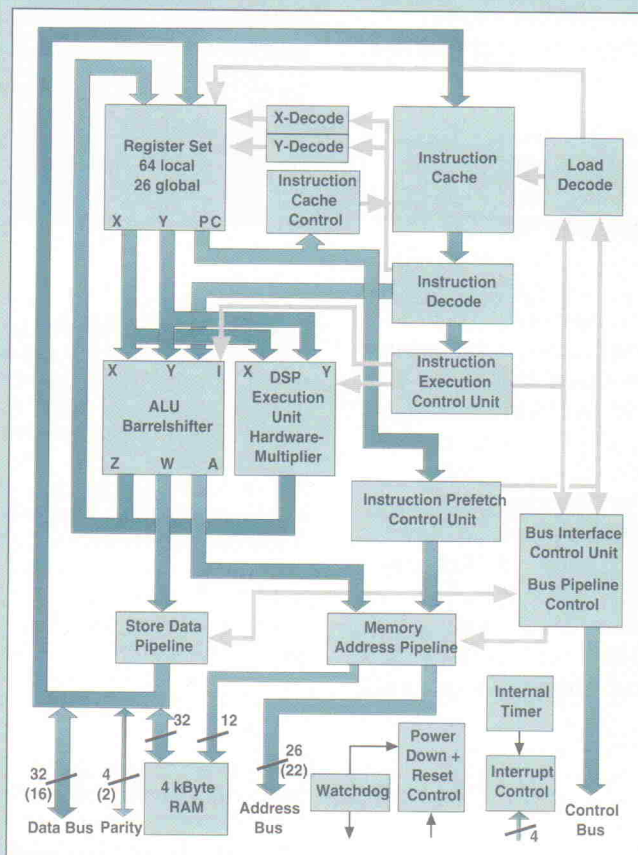 Register Set
64 local
26 global
X Y PC
X-Decode
Y-Decode
Instruction
Cache
Control
Instruction
Cache
Load
Decode
Instruction
Decode
Instruction
Execution
Control Unit
X Y I
ALU
Barrelshifter
Z W A
X Y
DSP
Execution
Unit
Hardware-
Multiplier
Instruction Prefetch
Control Unit
Bus Interface
Control Unit
Bus Pipeline
Control
Store Data
Pipeline
Memory
Address Pipeline
Internal
Timer
Power
Down +
Reset
Control
Watchdog
Interrupt
Control
32
(16)
Data Bus
4
(2)
Parity
32
12
4 kByte
RAM
26
(22)
Address
Bus
4
Control
Bus